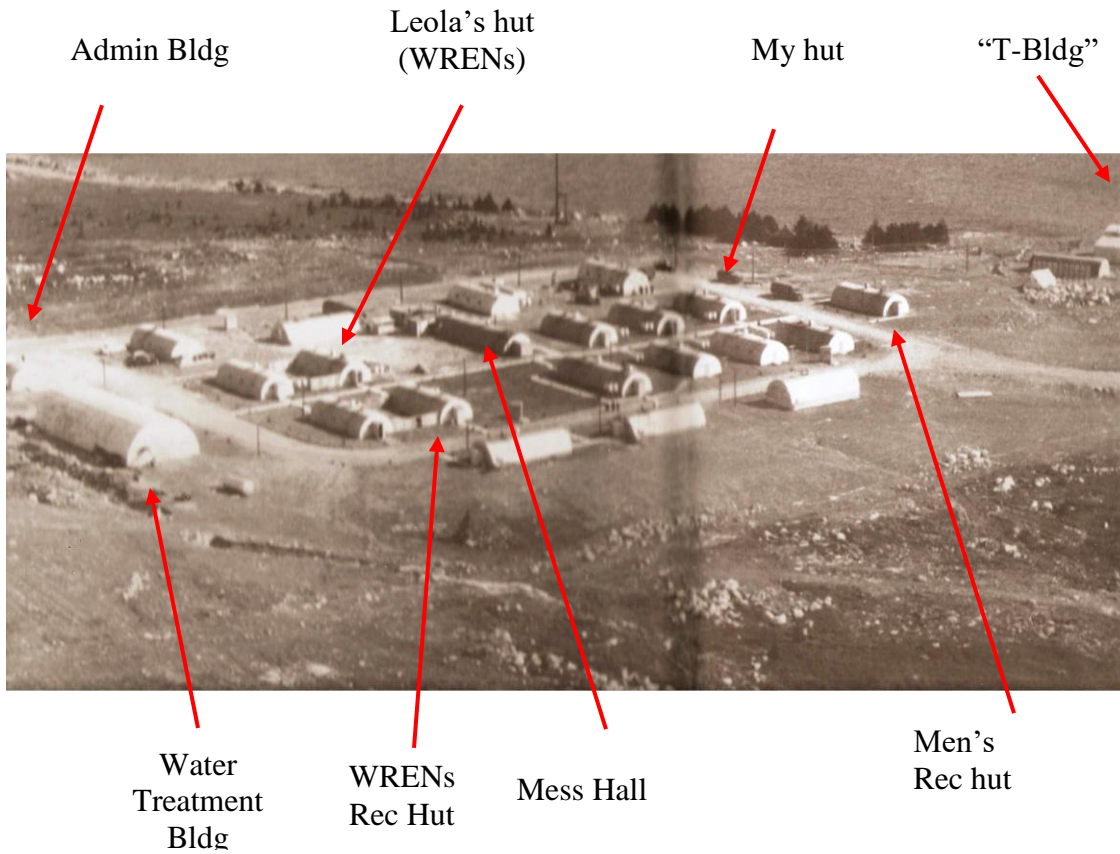 Admin Bldg
Leola’s hut
(WRENs)
My hut
“T-Bldg”
Water
Treatment
Bldg
WRENs
Rec Hut
Mess Hall
Men’s
Rec hut